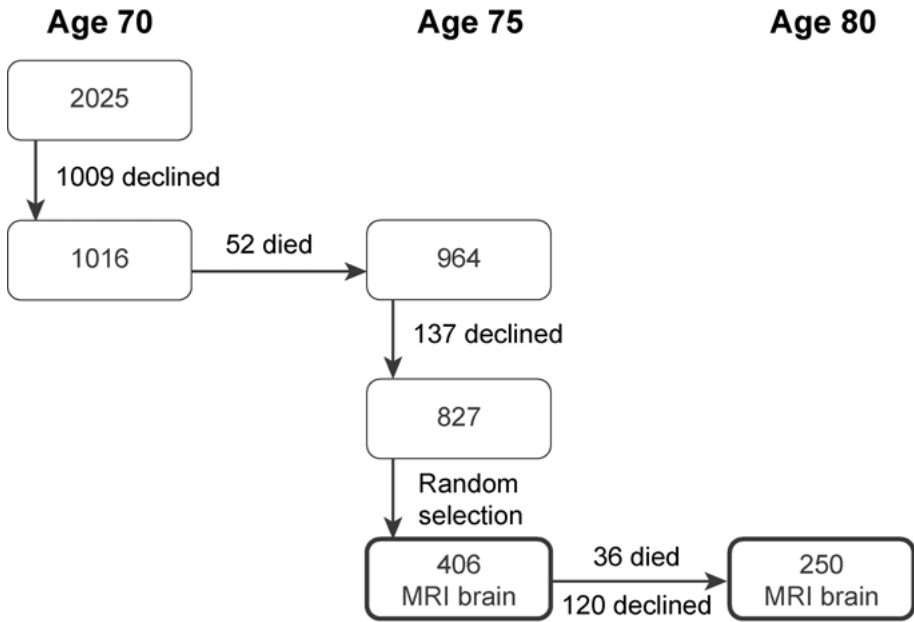 Age 70
Age 75
Age 80
2025
1009 declined
1016
52 died
964
137 declined
827
Random
selection
406
MRI brain
36 died
120 declined
250
MRI brain